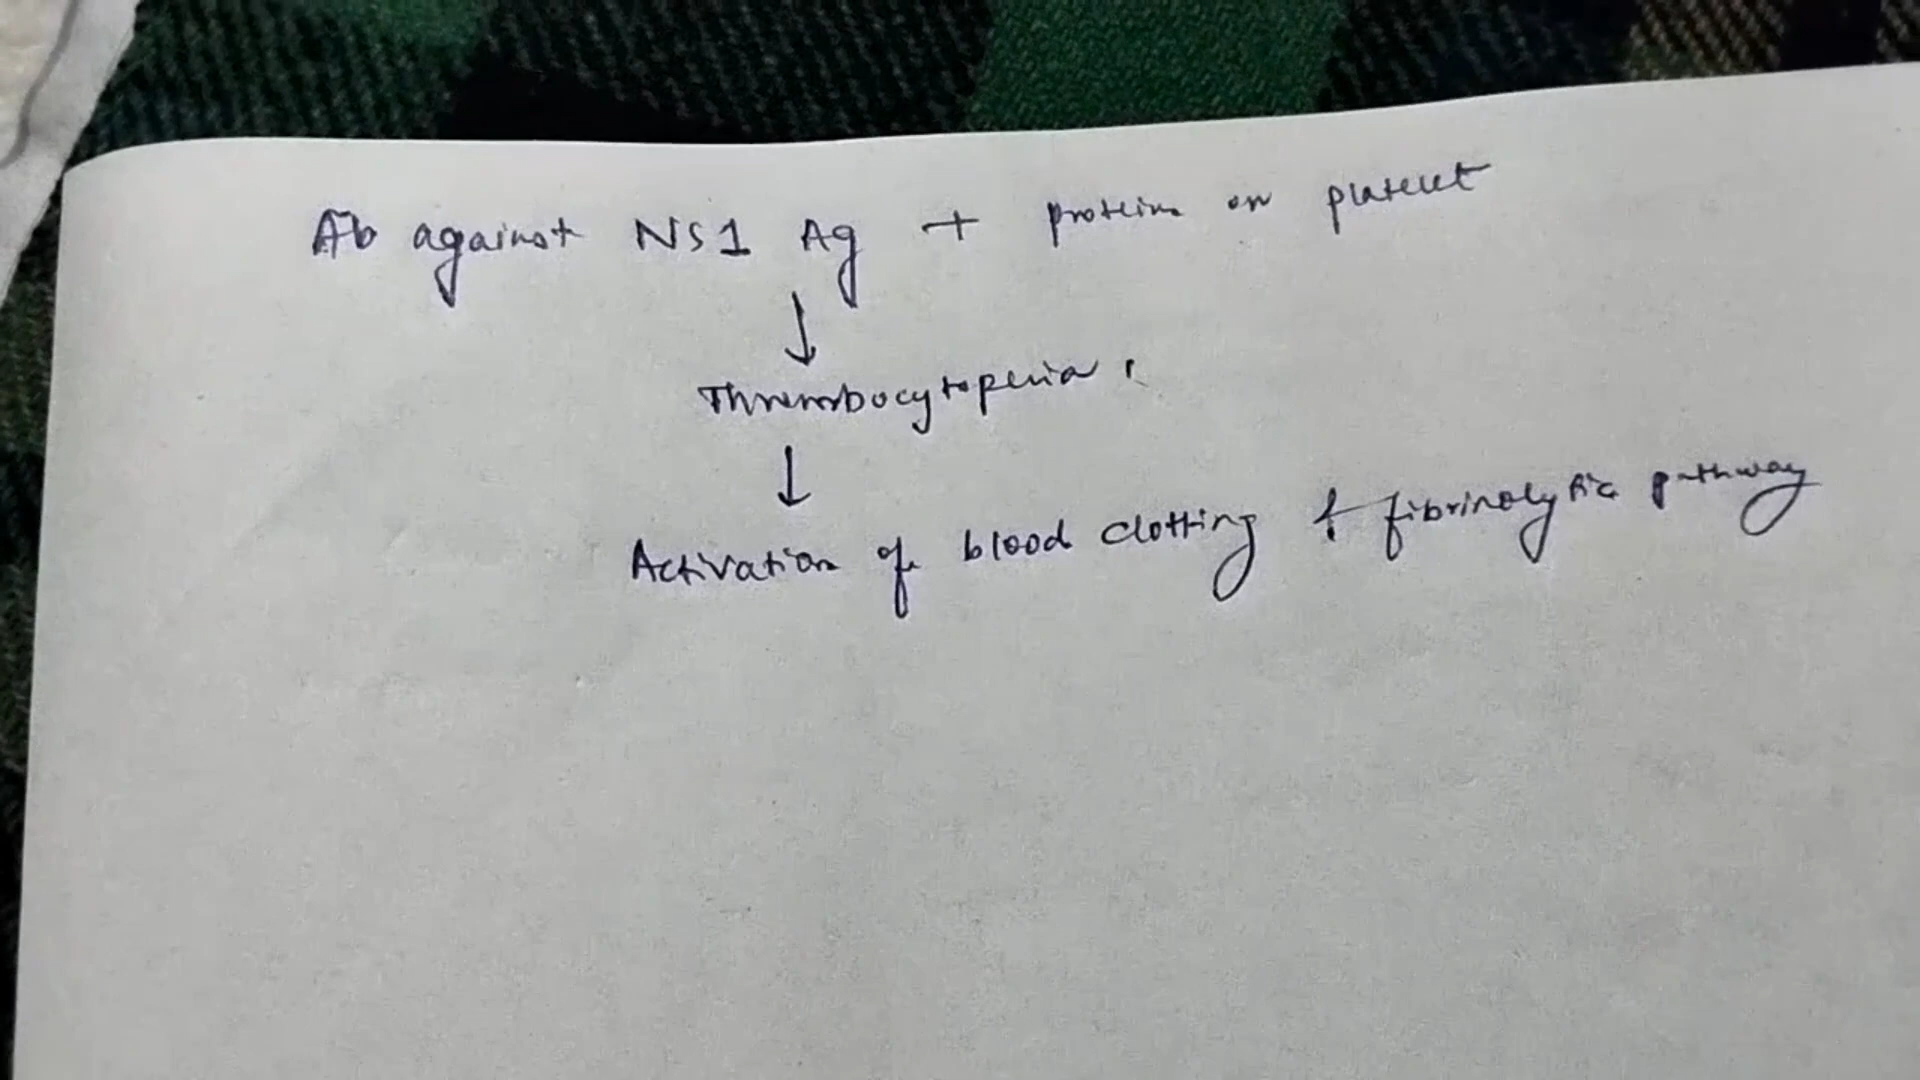 Ab against NS1 Ag + protein on platelet
↓
Thrombocytopenia.
↓
Activation of blood clotting & fibrinolytic pathway